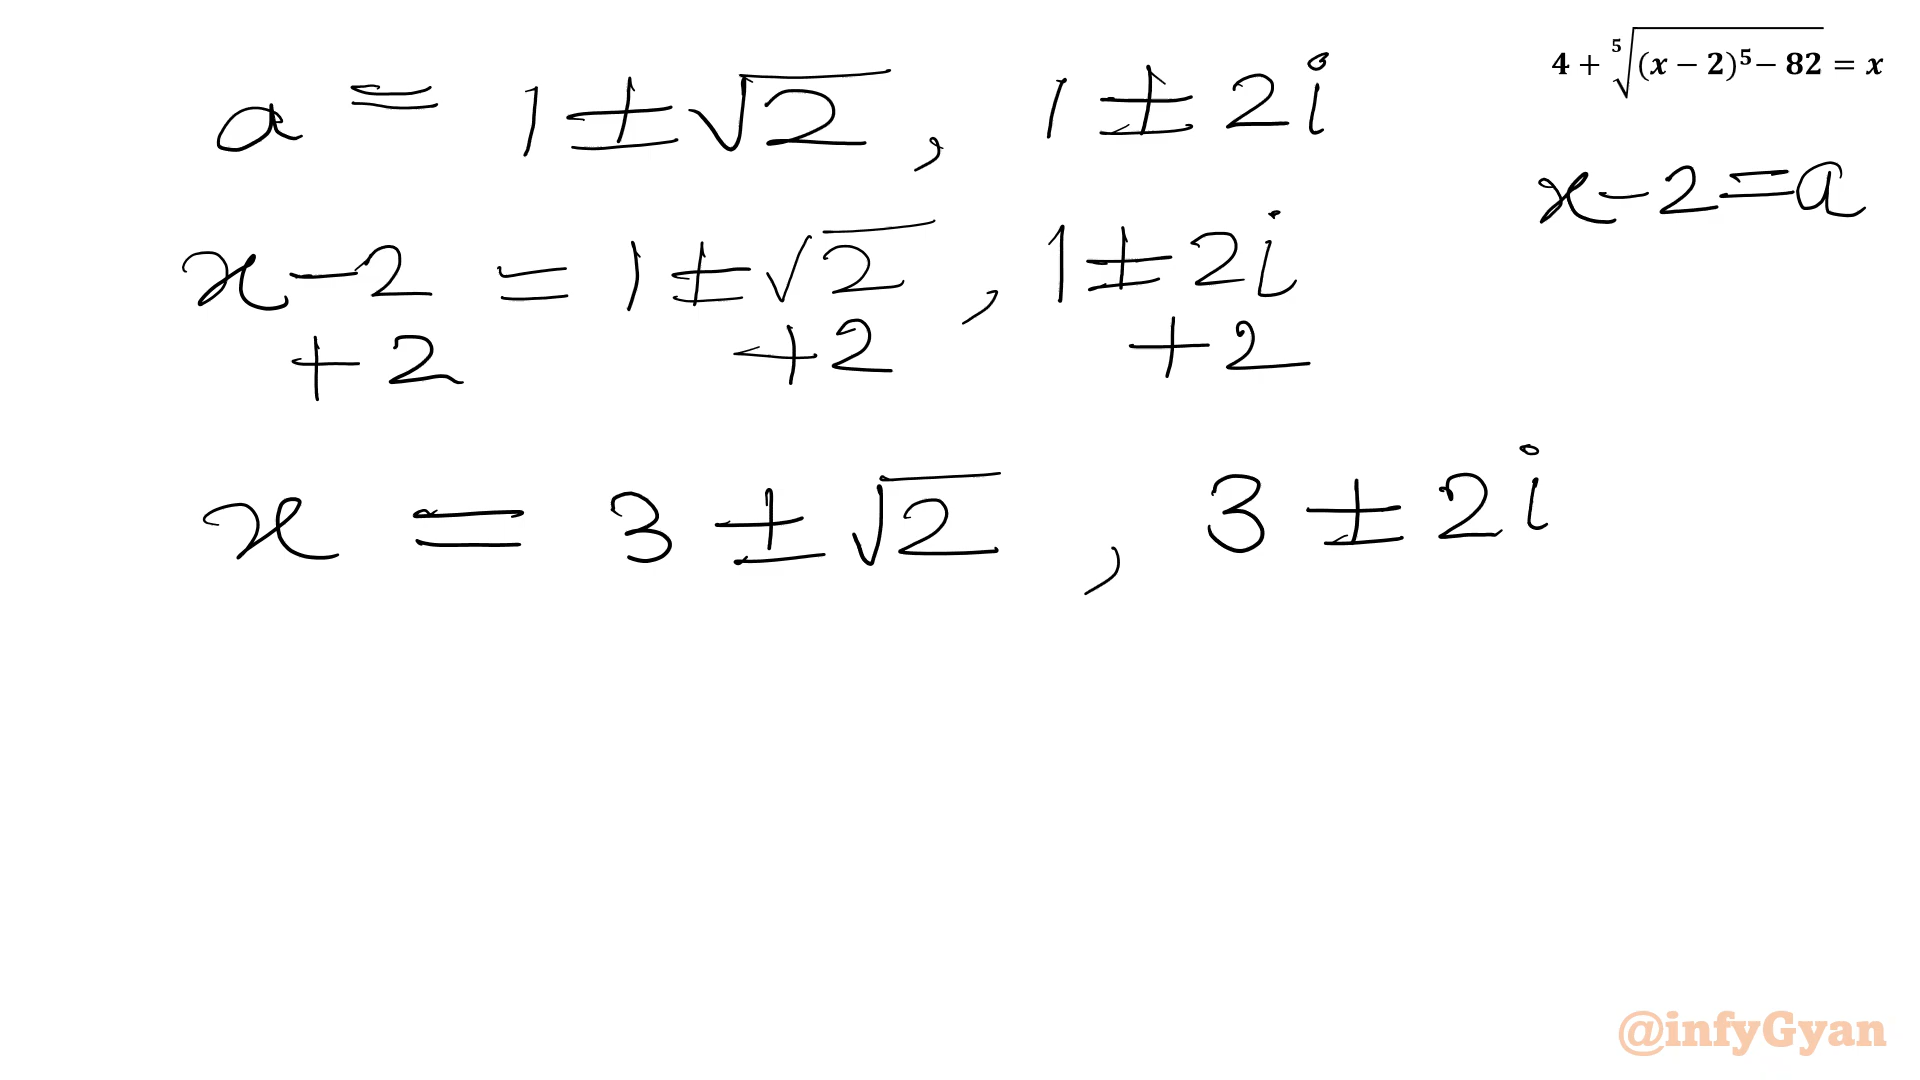 4 + ⁵√((x − 2)⁵ − 82) = x
a = 1 ± √2 , 1 ± 2i
x − 2 = a
x − 2 = 1 ± √2 , 1 ± 2i
+ 2 + 2 + 2
x = 3 ± √2 , 3 ± 2i
@infyGyan